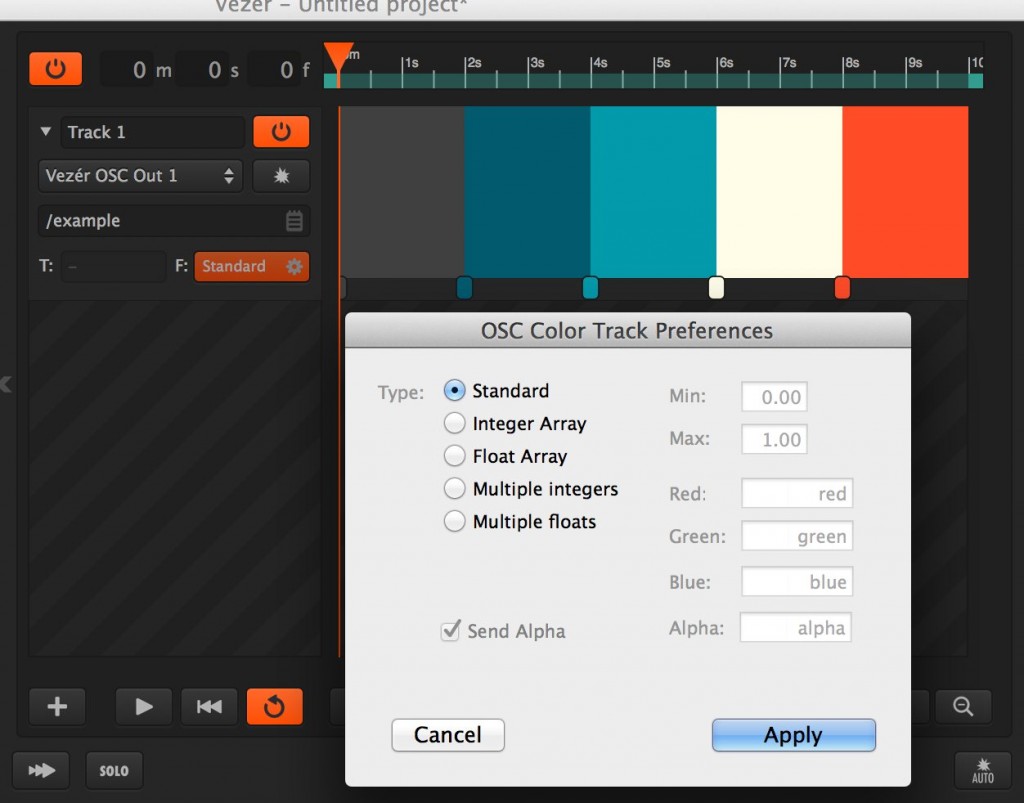 Vezér – Untitled project*
0 m 0 s 0 f
1s 2s 3s 4s 5s 6s 7s 8s 9s
Track 1
Vezér OSC Out 1
/example
T: – F: Standard
OSC Color Track Preferences
Type: Standard
Integer Array
Float Array
Multiple integers
Multiple floats
Send Alpha
Min: 0.00
Max: 1.00
Red: red
Green: green
Blue: blue
Alpha: alpha
Cancel Apply
SOLO
AUTO